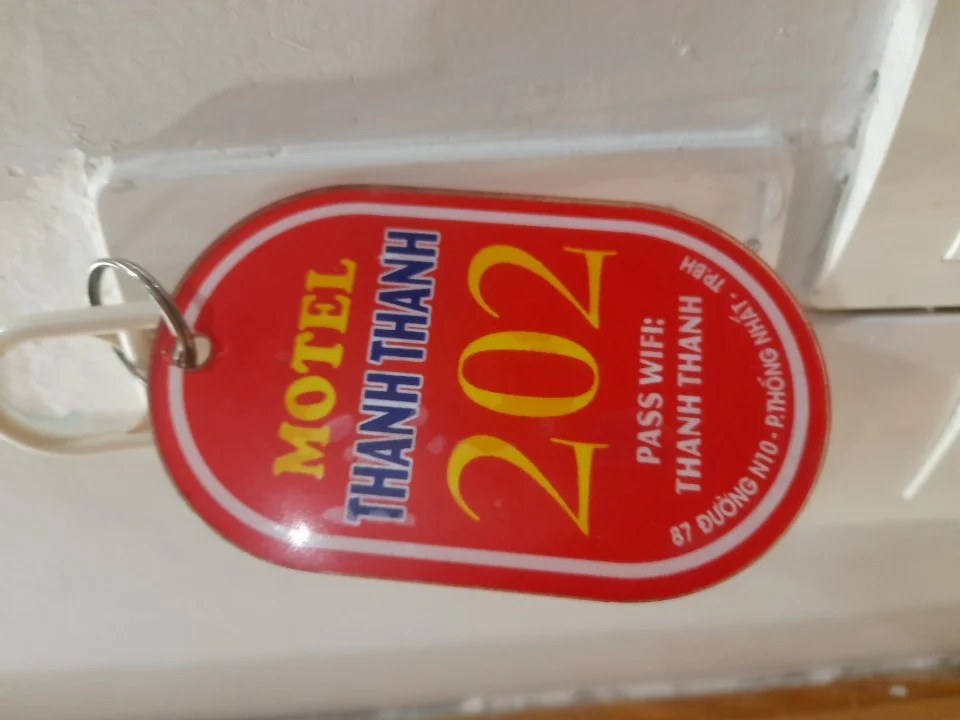 MOTEL
THANH THANH
202
PASS WIFI:
THANH THANH
87 ĐƯỜNG N10 - P.THỐNG NHẤT - TP.BH